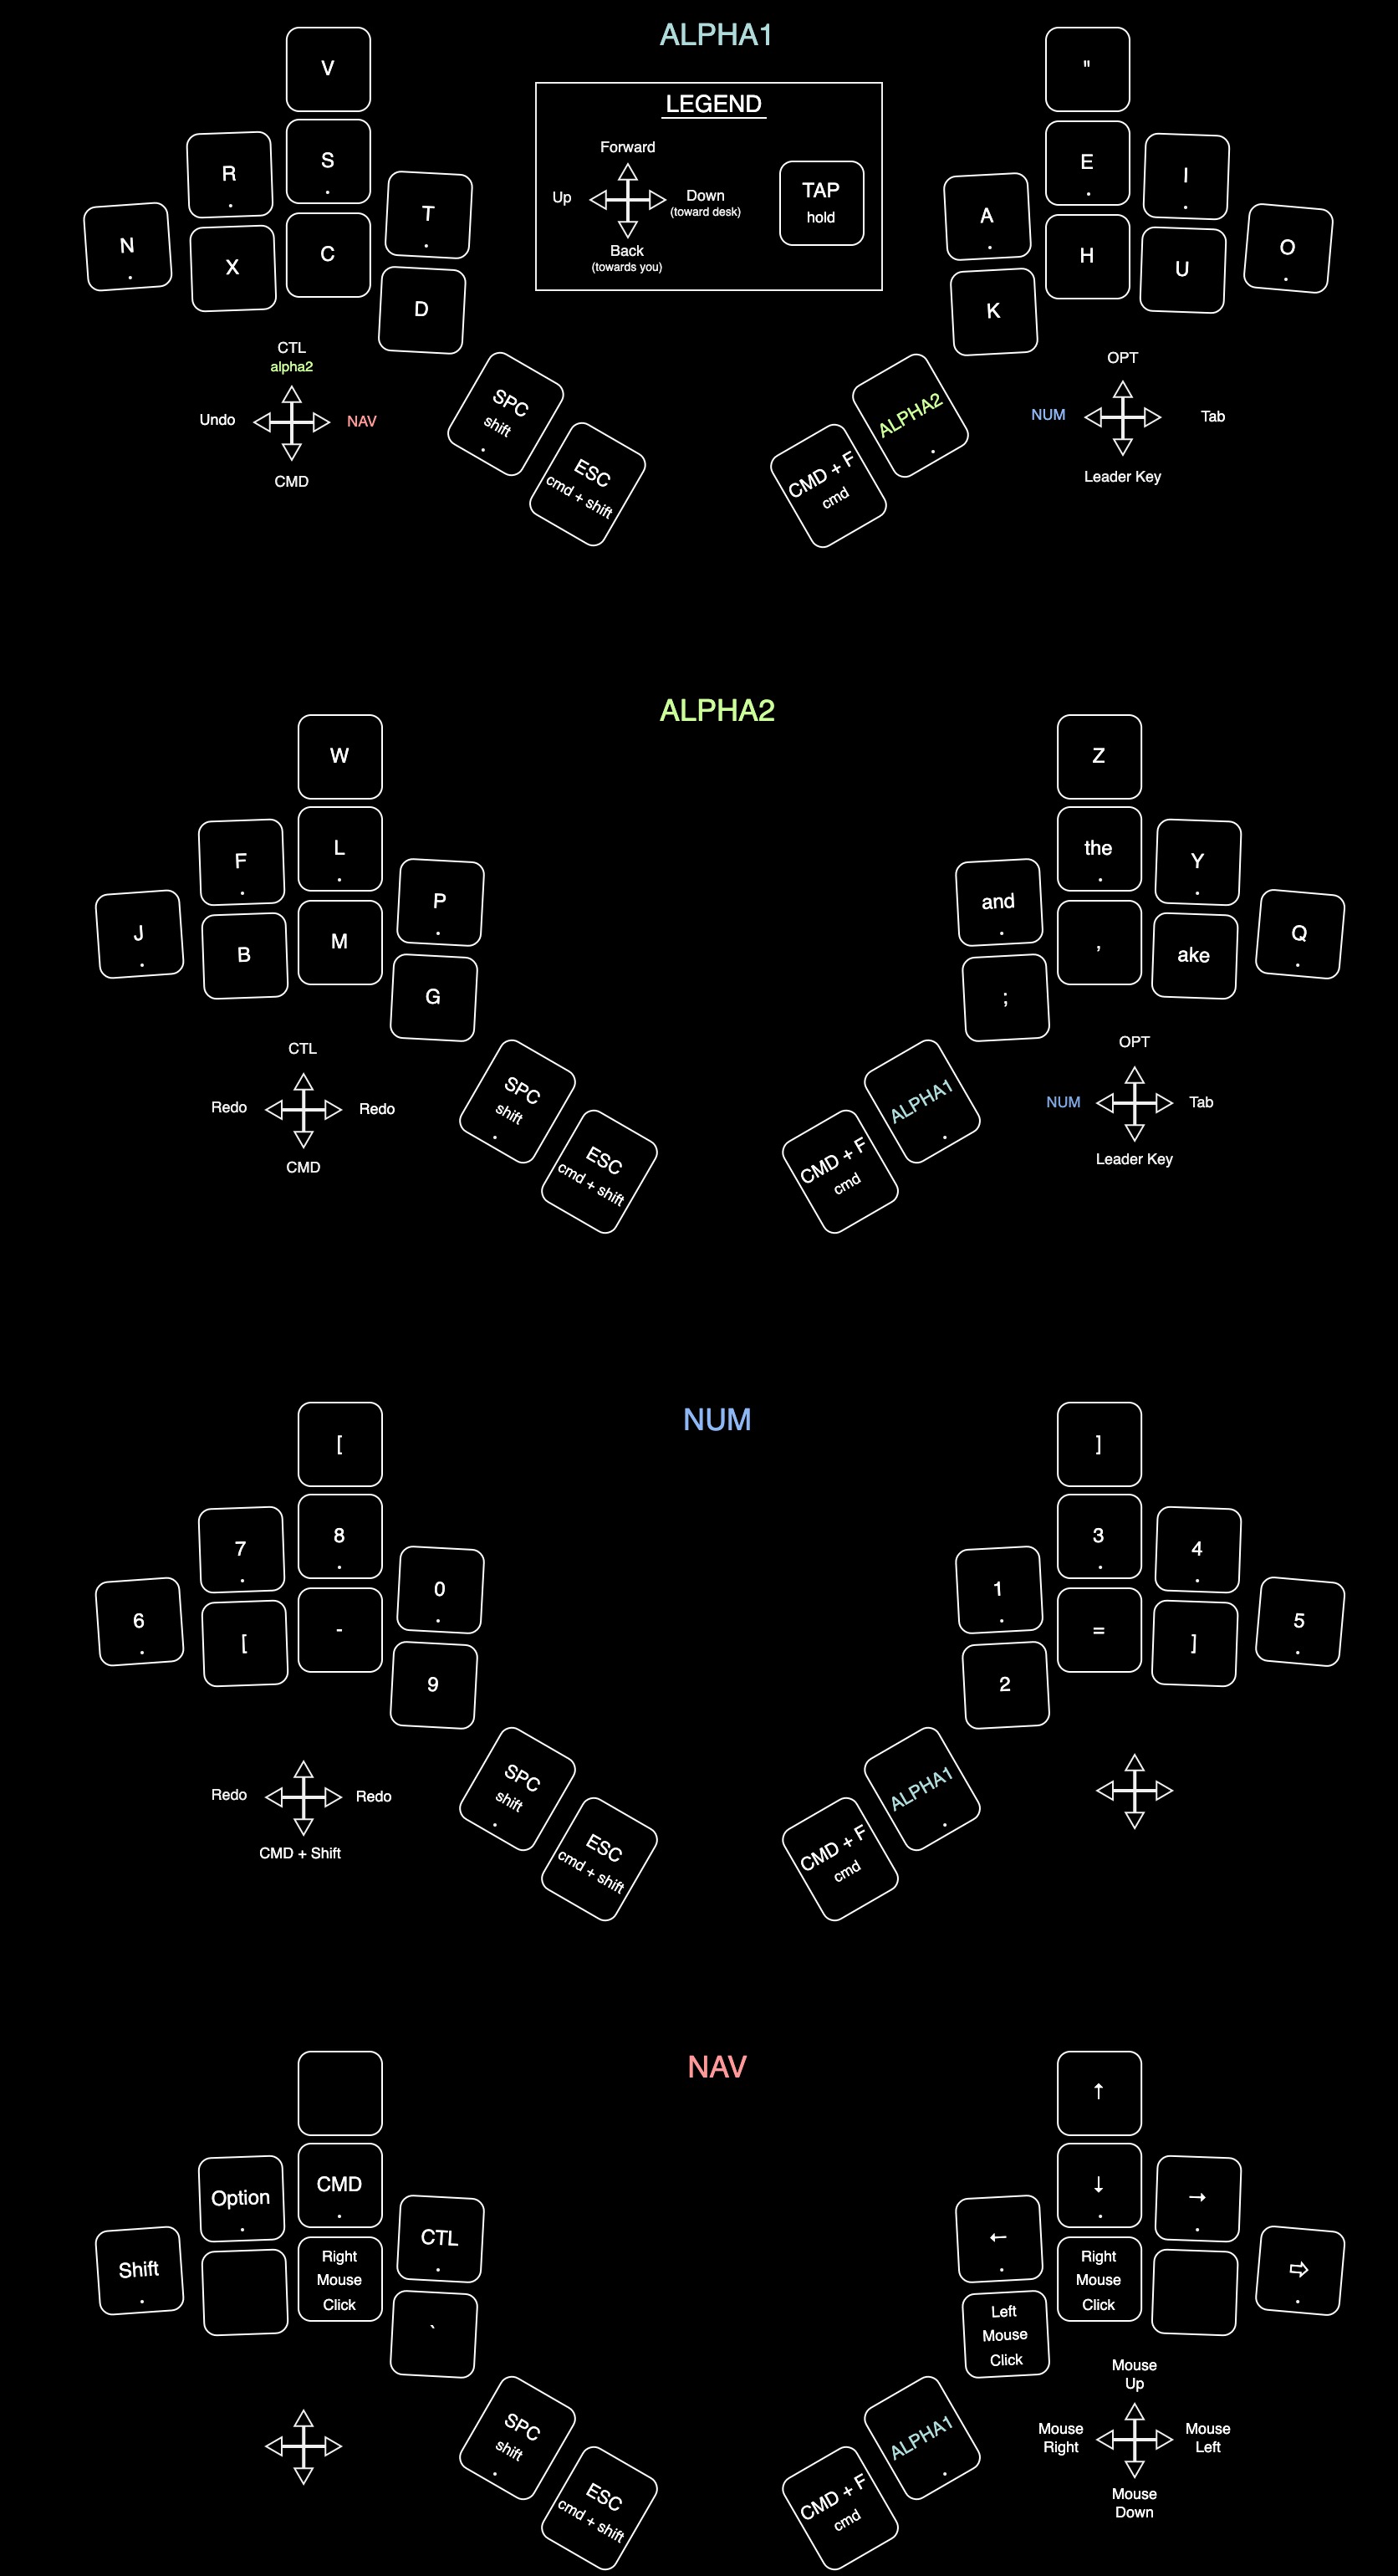 ALPHA1
V
"
LEGEND
Forward
Up
Down
(toward desk)
Back
(towards you)
TAP
hold
R
S
T
N
X
C
D
A
E
I
O
K
H
U
CTL
alpha2
Undo
NAV
CMD
SPC
shift
ESC
cmd + shift
OPT
NUM
Tab
Leader Key
ALPHA2
CMD + F
cmd
ALPHA2
W
Z
F
L
P
J
B
M
G
and
the
Y
Q
;
,
ake
CTL
Redo
Redo
CMD
SPC
shift
ESC
cmd + shift
OPT
NUM
Tab
Leader Key
ALPHA1
CMD + F
cmd
NUM
[
]
7
8
0
6
[
-
9
1
3
4
5
2
=
]
Redo
Redo
CMD + Shift
SPC
shift
ESC
cmd + shift
ALPHA1
CMD + F
cmd
NAV
↑
Option
CMD
CTL
Shift
Right
Mouse
Click
`
←
↓
→
⇨
Left
Mouse
Click
Right
Mouse
Click
SPC
shift
ESC
cmd + shift
Mouse
Up
Mouse
Right
Mouse
Left
Mouse
Down
ALPHA1
CMD + F
cmd